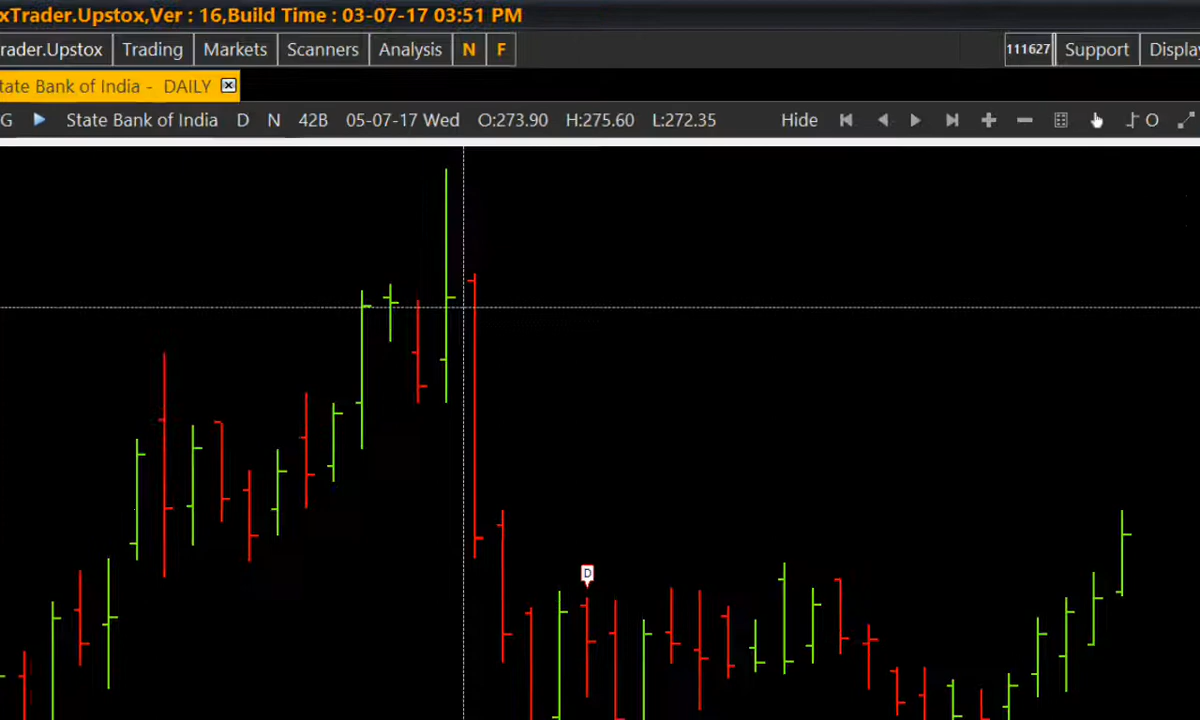 xTrader.Upstox,Ver : 16,Build Time : 03-07-17 03:51 PM
rader.Upstox Trading Markets Scanners Analysis N F 111627 Support Display
tate Bank of India - DAILY
G State Bank of India D N 42B 05-07-17 Wed O:273.90 H:275.60 L:272.35 Hide O
D